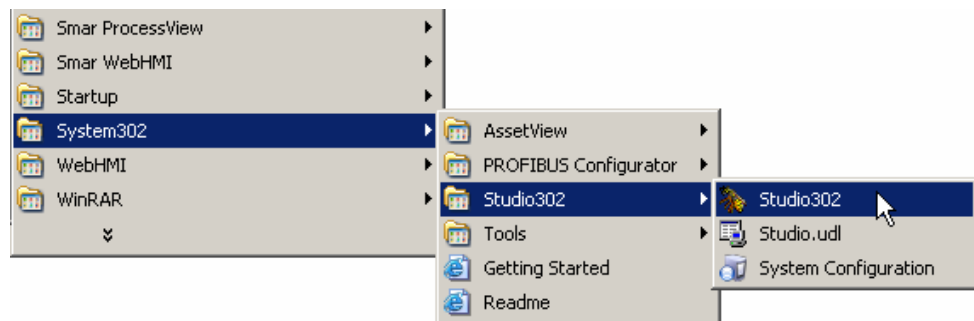 Smar ProcessView
Smar WebHMI
Startup
System302
WebHMI
WinRAR
AssetView
PROFIBUS Configurator
Studio302
Tools
Getting Started
Readme
Studio302
Studio.udl
System Configuration